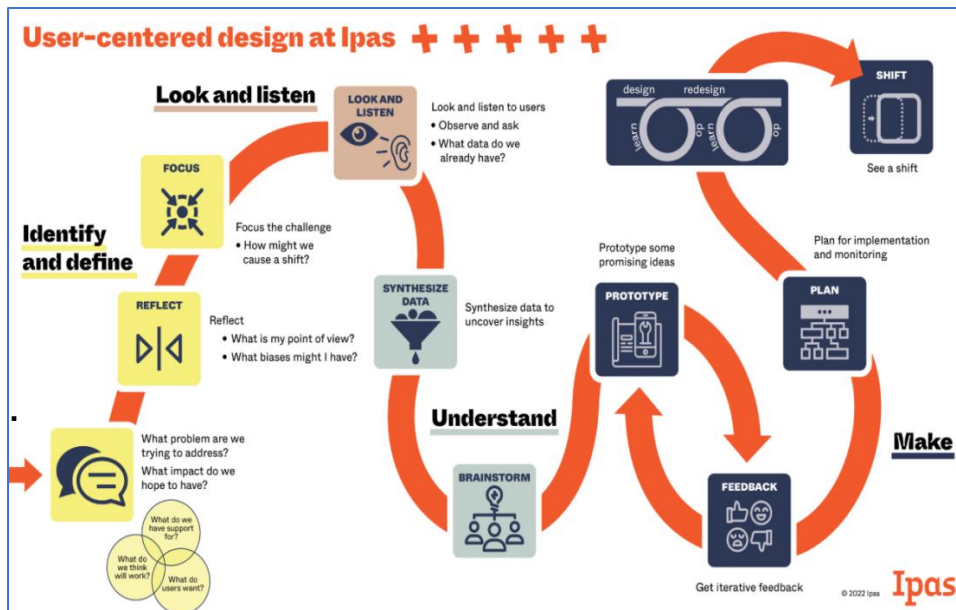 User-centered design at Ipas
Look and listen
LOOK AND
LISTEN
Look and listen to users
• Observe and ask
• What data do we
already have?
FOCUS
Focus the challenge
• How might we
cause a shift?
Identify
and define
REFLECT
Reflect
• What is my point of view?
• What biases might I have?
What problem are we
trying to address?
What impact do we
hope to have?
What do we
have support
for?
What do
we think
will work?
What do
users want?
SYNTHESIZE
DATA
Synthesize data to
uncover insights
Understand
BRAINSTORM
Prototype some
promising ideas
PROTOTYPE
FEEDBACK
Get iterative feedback
Make
Plan for implementation
and monitoring
PLAN
design
redesign
learn
do
learn
do
SHIFT
See a shift
© 2022 Ipas
Ipas